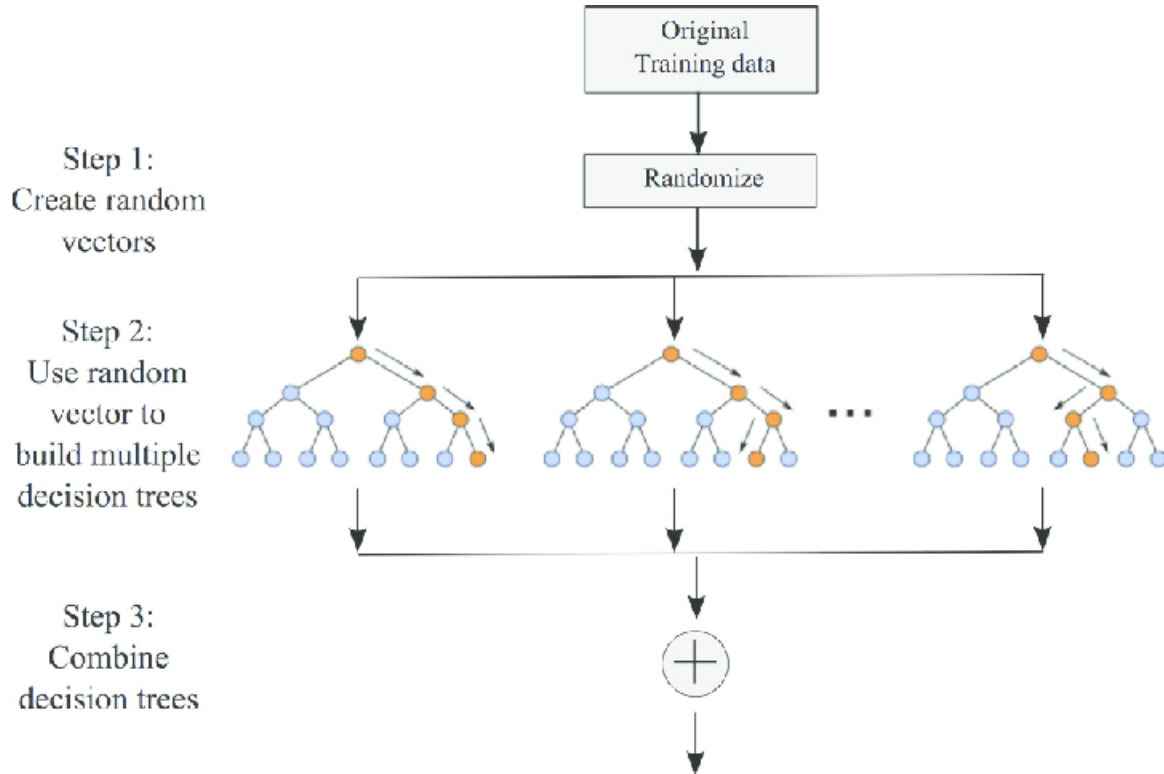 Original
Training data
Step 1:
Create random
vectors
Randomize
Step 2:
Use random
vector to
build multiple
decision trees
...
Step 3:
Combine
decision trees